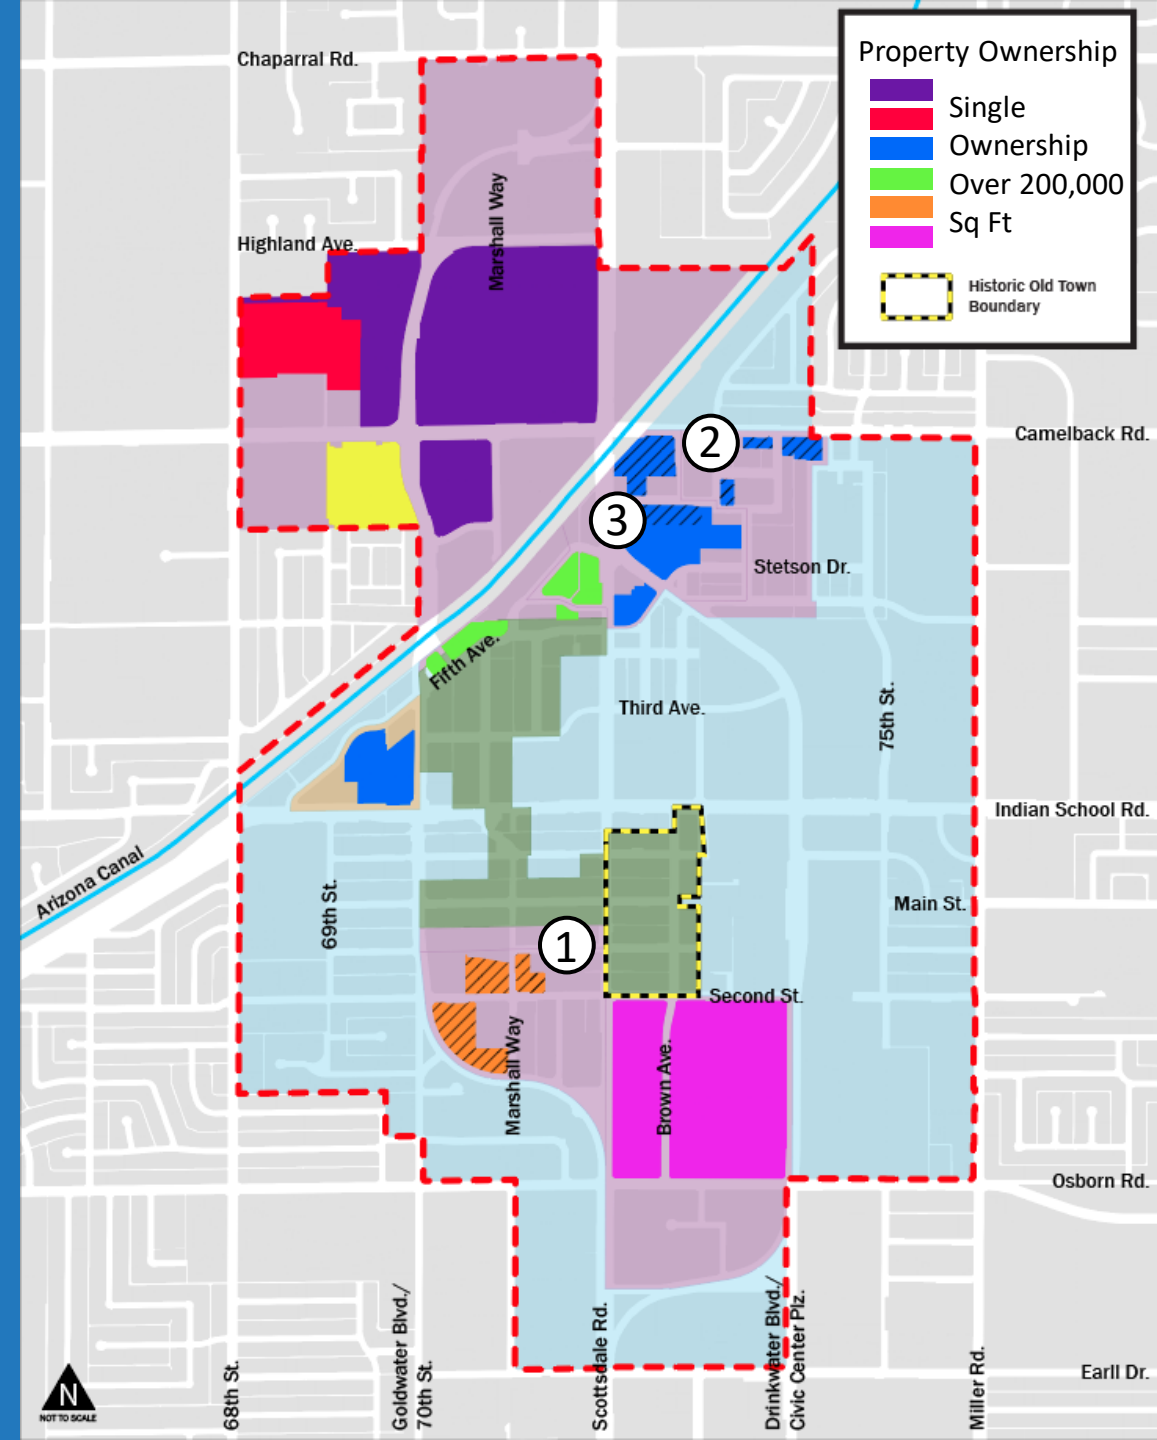 Property Ownership
Single
Ownership
Over 200,000
Sq Ft
Historic Old Town
Boundary
Chaparral Rd.
Marshall Way
Highland Ave.
Camelback Rd.
2
3
Stetson Dr.
Fifth Ave.
Third Ave.
75th St.
Indian School Rd.
Arizona Canal
69th St.
Main St.
1
Second St.
Marshall Way
Brown Ave.
Osborn Rd.
68th St.
Goldwater Blvd./
70th St.
Scottsdale Rd.
Drinkwater Blvd./
Civic Center Plz.
Miller Rd.
Earll Dr.
N
NOT TO SCALE